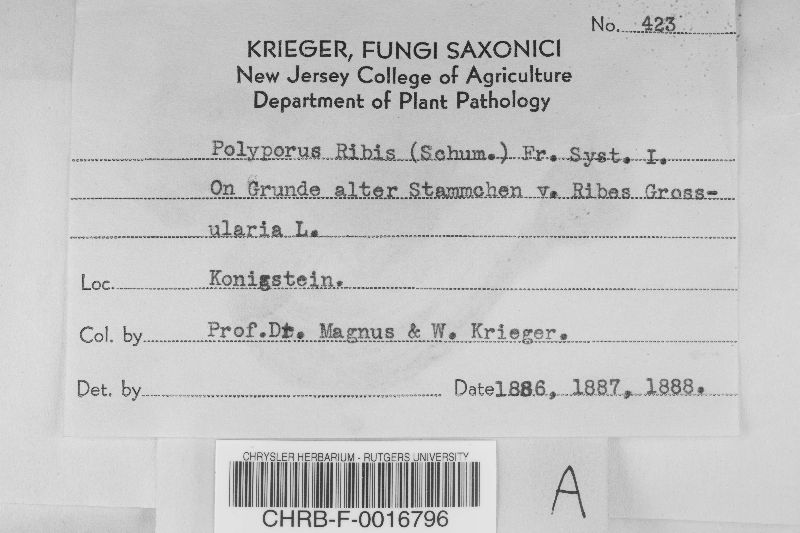 No. 423
KRIEGER, FUNGI SAXONICI
New Jersey College of Agriculture
Department of Plant Pathology
Polyporus Ribis (Schum.) Fr. Syst. I.
On Grunde alter Stammchen v. Ribes Gross-
ularia L.
Loc. Konigstein.
Col. by Prof.Dr. Magnus & W. Krieger.
Det. by Date 1886, 1887, 1888.
CHRYSLER HERBARIUM - RUTGERS UNIVERSITY
CHRB-F-0016796
A